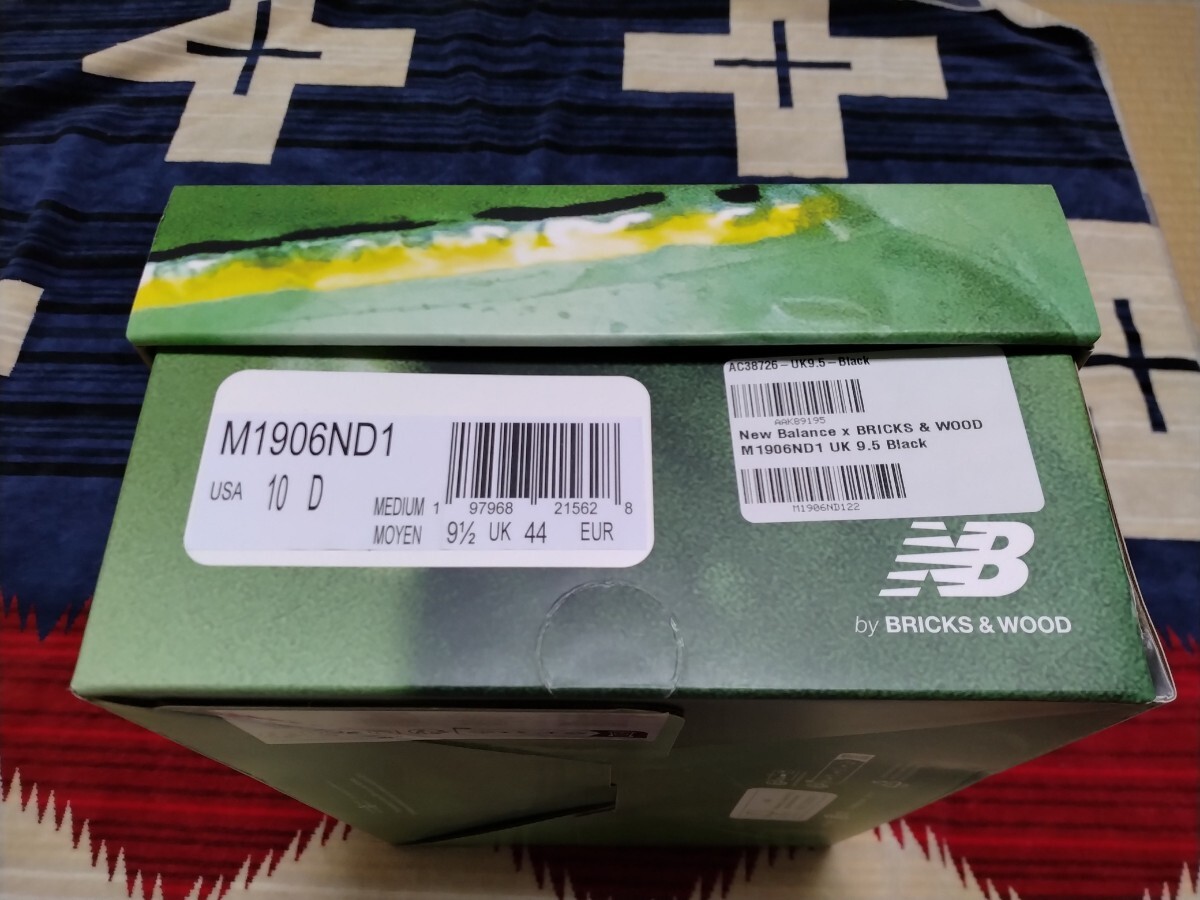 M1906ND1
USA 10 D
MEDIUM 1 97968 21562 8
MOYEN 9½ UK 44 EUR
AC38726-UK9.5-Black
AAK89195
New Balance x BRICKS & WOOD
M1906ND1 UK 9.5 Black
M1906ND122
NB
by BRICKS & WOOD